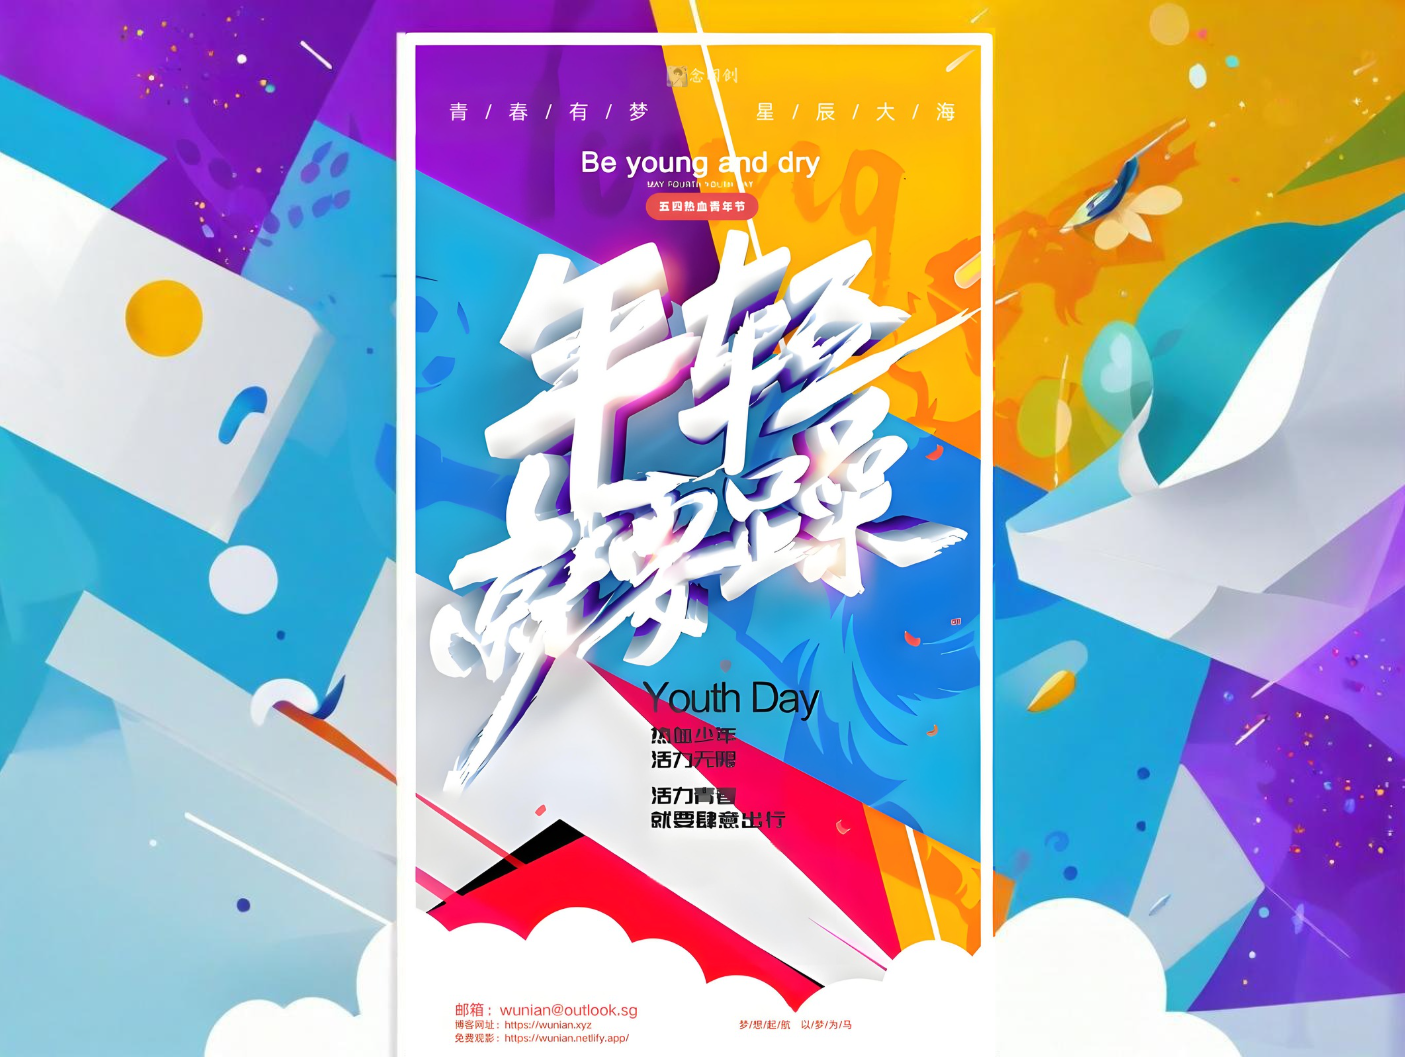 念同创
青 / 春 / 有 / 梦
星 / 辰 / 大 / 海
Be young and dry
MAY FOURTH YOUTH DAY
五四热血青年节
年轻
就要躁
Youth Day
热血少年
活力无限
活力青春
就要肆意出行
邮箱：wunian@outlook.sg
博客网址：https://wunian.xyz
免费观影：https://wunian.netlify.app/
梦/想/起/航 以/梦/为/马